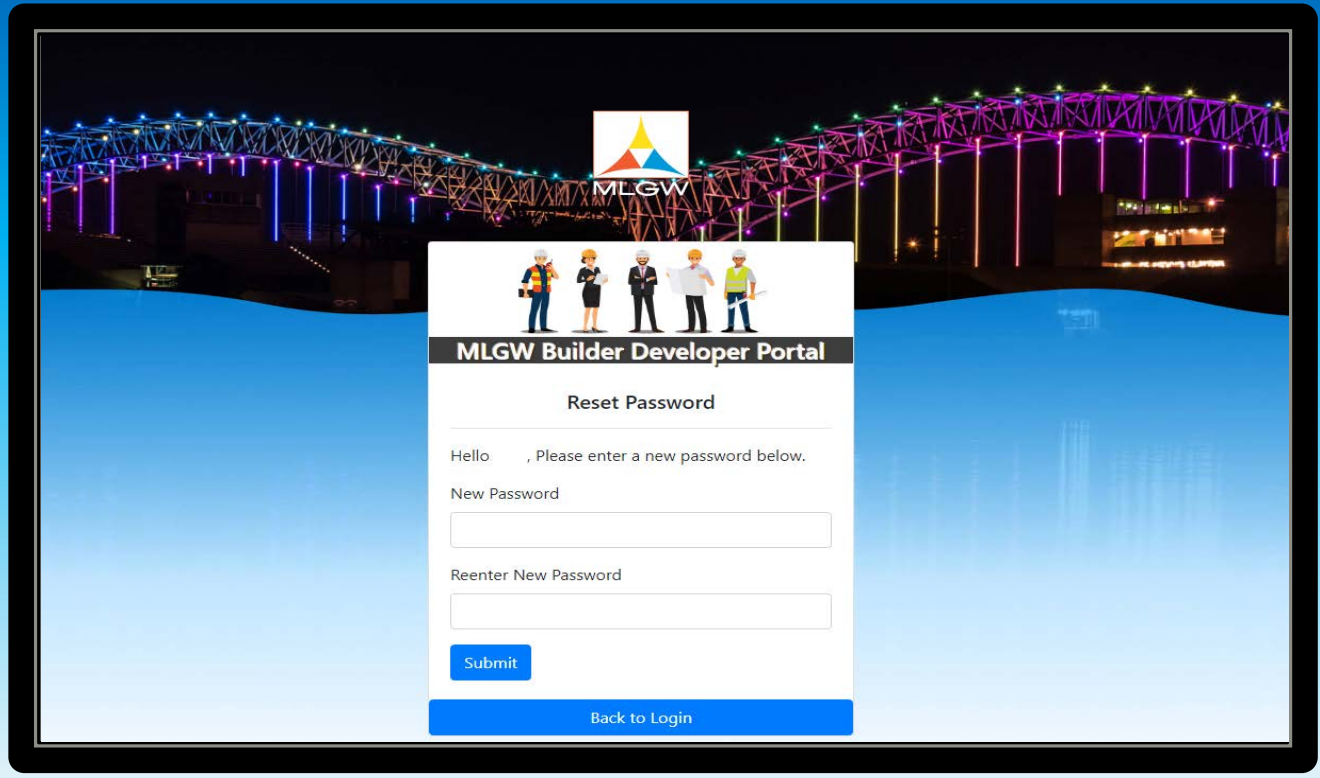 MLGW
MLGW Builder Developer Portal
Reset Password
Hello , Please enter a new password below.
New Password
Reenter New Password
Submit
Back to Login